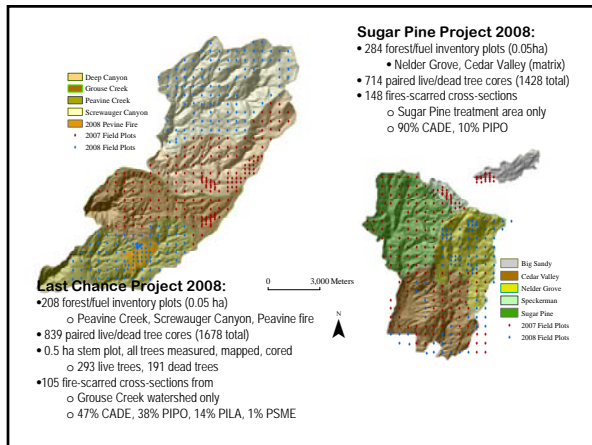 Sugar Pine Project 2008:
• 284 forest/fuel inventory plots (0.05ha)
• Nelder Grove, Cedar Valley (matrix)
• 714 paired live/dead tree cores (1428 total)
• 148 fires-scarred cross-sections
o Sugar Pine treatment area only
o 90% CADE, 10% PIPO
Deep Canyon
Grouse Creek
Peavine Creek
Screwauger Canyon
2008 Pevine Fire
2007 Field Plots
2008 Field Plots
Big Sandy
Cedar Valley
Nelder Grove
Speckerman
Sugar Pine
2007 Field Plots
2008 Field Plots
0 3,000 Meters
N
Last Chance Project 2008:
•208 forest/fuel inventory plots (0.05 ha)
o Peavine Creek, Screwauger Canyon, Peavine fire
• 839 paired live/dead tree cores (1678 total)
• 0.5 ha stem plot, all trees measured, mapped, cored
o 293 live trees, 191 dead trees
•105 fire-scarred cross-sections from
o Grouse Creek watershed only
o 47% CADE, 38% PIPO, 14% PILA, 1% PSME